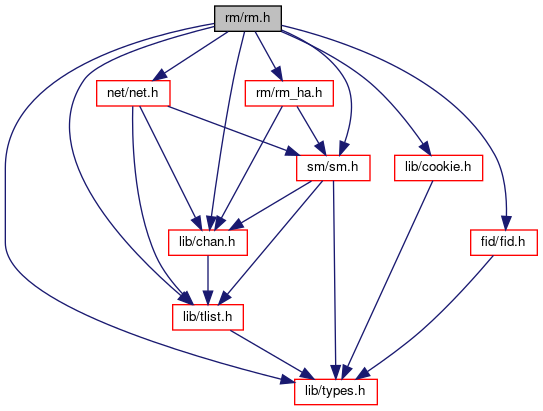 rm/rm.h
net/net.h
rm/rm_ha.h
sm/sm.h
lib/cookie.h
lib/chan.h
fid/fid.h
lib/tlist.h
lib/types.h